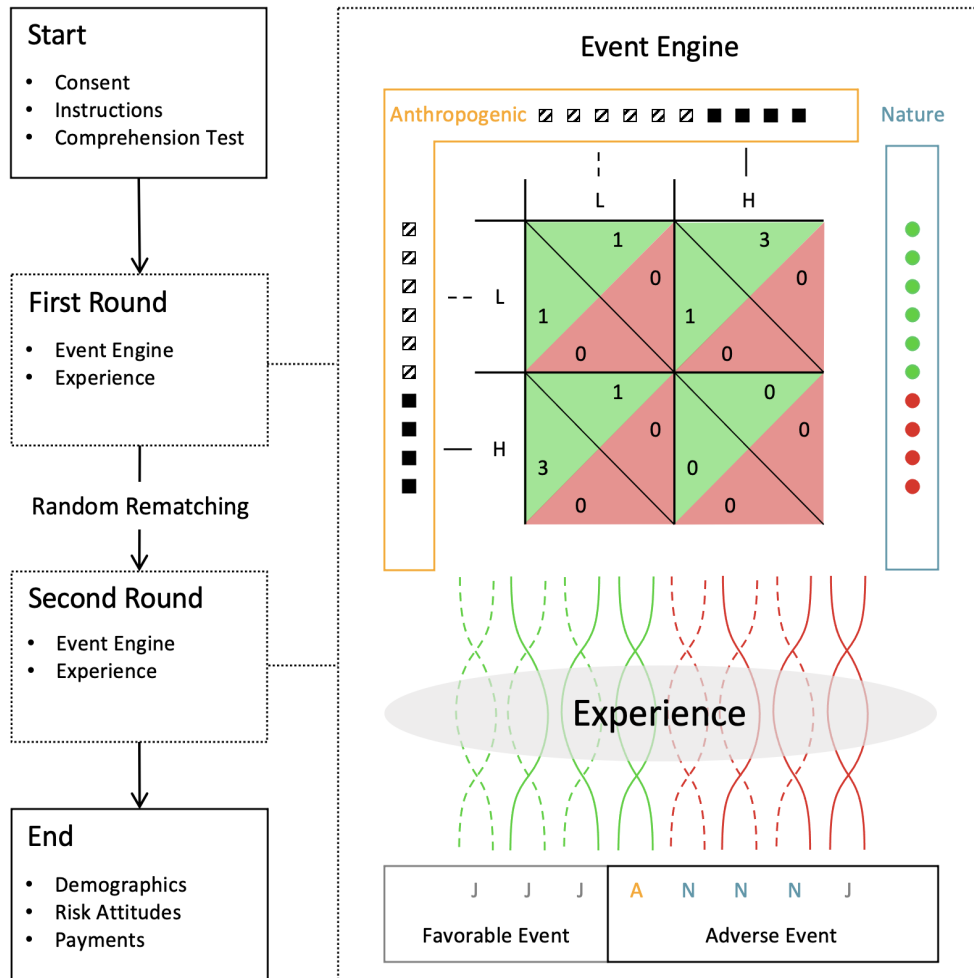 Start
• Consent
• Instructions
• Comprehension Test
First Round
• Event Engine
• Experience
Random Rematching
Second Round
• Event Engine
• Experience
End
• Demographics
• Risk Attitudes
• Payments
Event Engine
Anthropogenic
Nature
L H
1 3
0 0
L
1 1
0 0
1 0
0 0
H
3 0
0 0
Experience
J J J A N N N J
Favorable Event Adverse Event